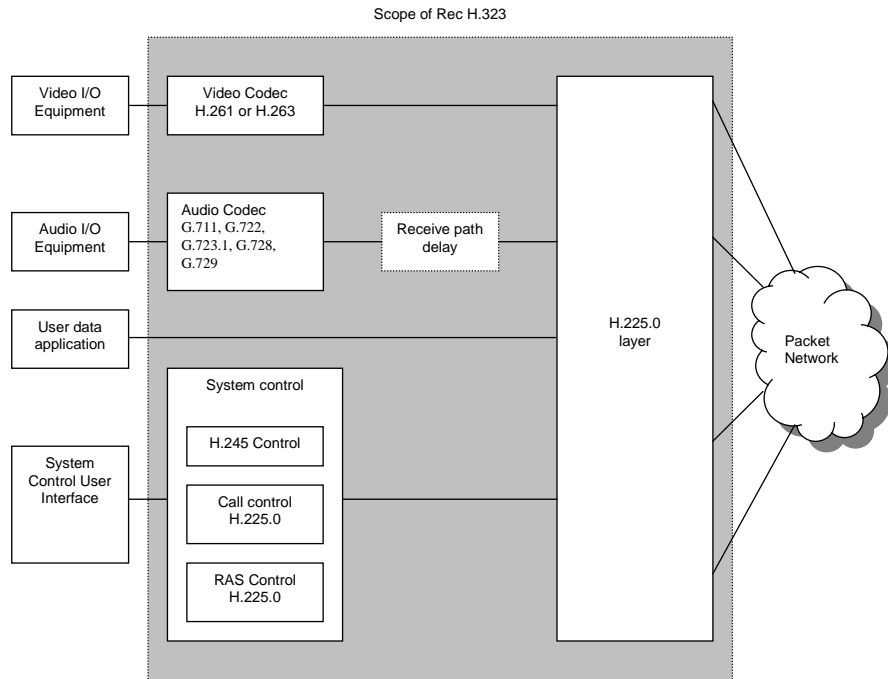 Scope of Rec H.323
Video I/O
Equipment
Video Codec
H.261 or H.263
Audio I/O
Equipment
Audio Codec
G.711, G.722,
G.723.1, G.728,
G.729
Receive path
delay
User data
application
H.225.0
layer
Packet
Network
System control
H.245 Control
System
Control User
Interface
Call control
H.225.0
RAS Control
H.225.0